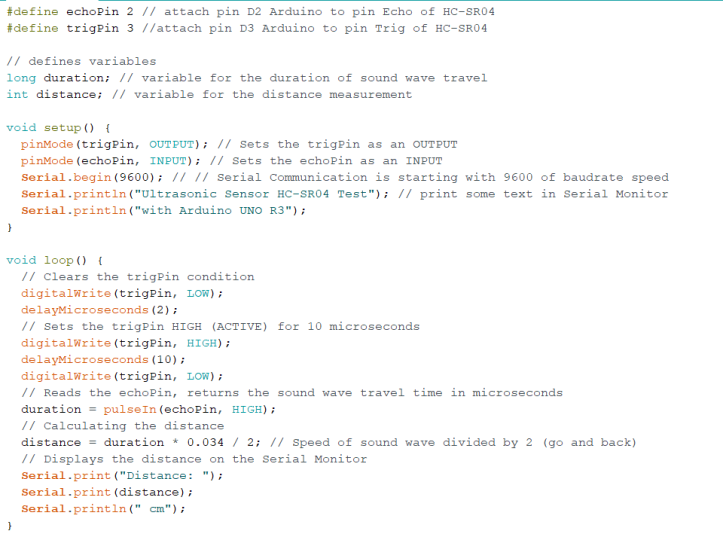 #define echoPin 2 // attach pin D2 Arduino to pin Echo of HC-SR04
#define trigPin 3 //attach pin D3 Arduino to pin Trig of HC-SR04
// defines variables
long duration; // variable for the duration of sound wave travel
int distance; // variable for the distance measurement
void setup() {
pinMode(trigPin, OUTPUT); // Sets the trigPin as an OUTPUT
pinMode(echoPin, INPUT); // Sets the echoPin as an INPUT
Serial.begin(9600); // // Serial Communication is starting with 9600 of baudrate speed
Serial.println("Ultrasonic Sensor HC-SR04 Test"); // print some text in Serial Monitor
Serial.println("with Arduino UNO R3");
}
void loop() {
// Clears the trigPin condition
digitalWrite(trigPin, LOW);
delayMicroseconds(2);
// Sets the trigPin HIGH (ACTIVE) for 10 microseconds
digitalWrite(trigPin, HIGH);
delayMicroseconds(10);
digitalWrite(trigPin, LOW);
// Reads the echoPin, returns the sound wave travel time in microseconds
duration = pulseIn(echoPin, HIGH);
// Calculating the distance
distance = duration * 0.034 / 2; // Speed of sound wave divided by 2 (go and back)
// Displays the distance on the Serial Monitor
Serial.print("Distance: ");
Serial.print(distance);
Serial.println(" cm");
}